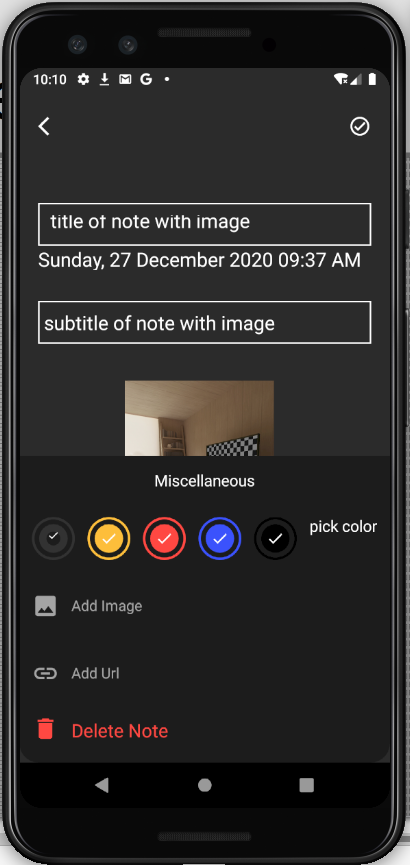 10:10
title of note with image
Sunday, 27 December 2020 09:37 AM
subtitle of note with image
Miscellaneous
pick color
Add Image
Add Url
Delete Note